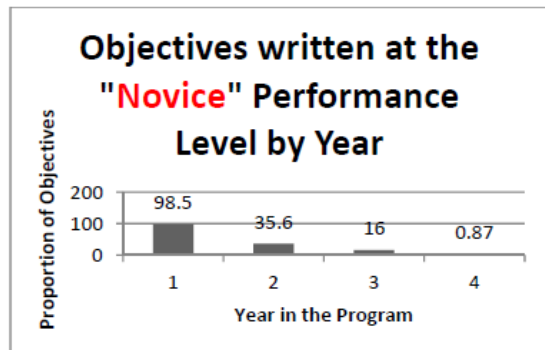 Objectives written at the
"Novice" Performance
Level by Year
Proportion of Objectives
200
100
0
98.5
35.6
16
0.87
1
2
3
4
Year in the Program